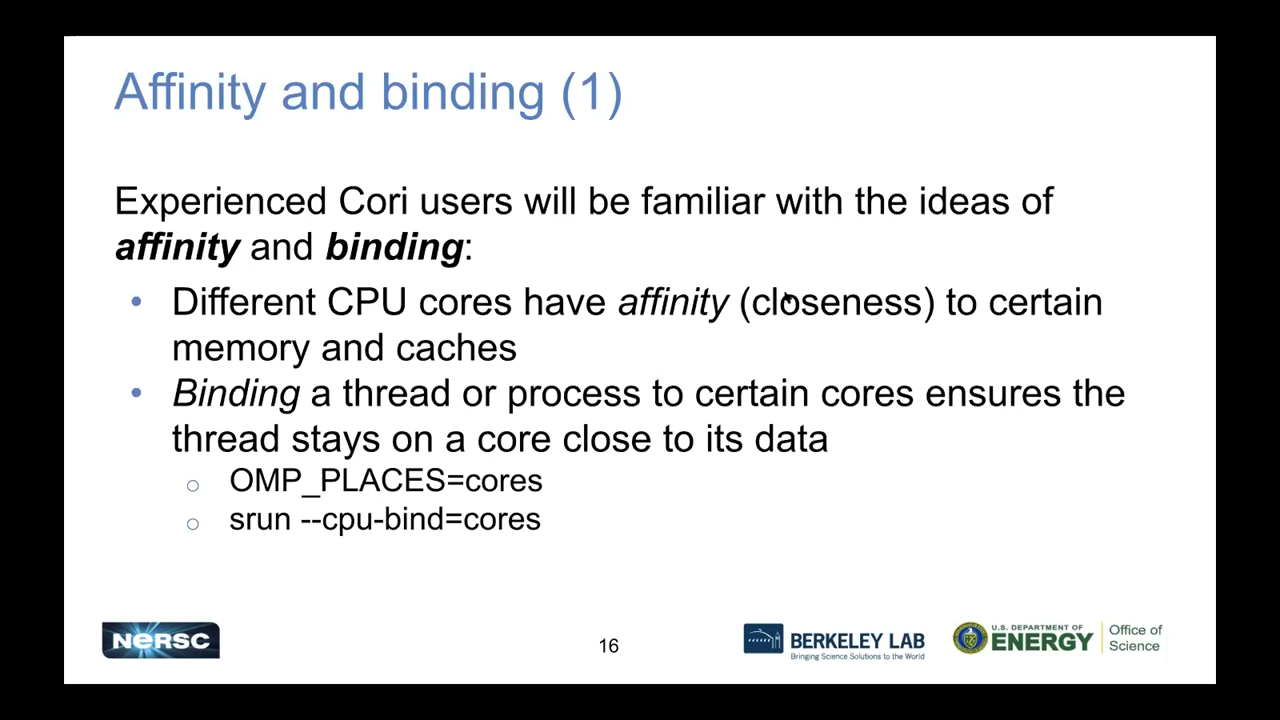 Affinity and binding (1)
Experienced Cori users will be familiar with the ideas of
affinity and binding:
• Different CPU cores have affinity (closeness) to certain
memory and caches
• Binding a thread or process to certain cores ensures the
thread stays on a core close to its data
○ OMP_PLACES=cores
○ srun --cpu-bind=cores
NERSC
16
BERKELEY LAB
Bringing Science Solutions to the World
U.S. DEPARTMENT OF
ENERGY
Office of
Science